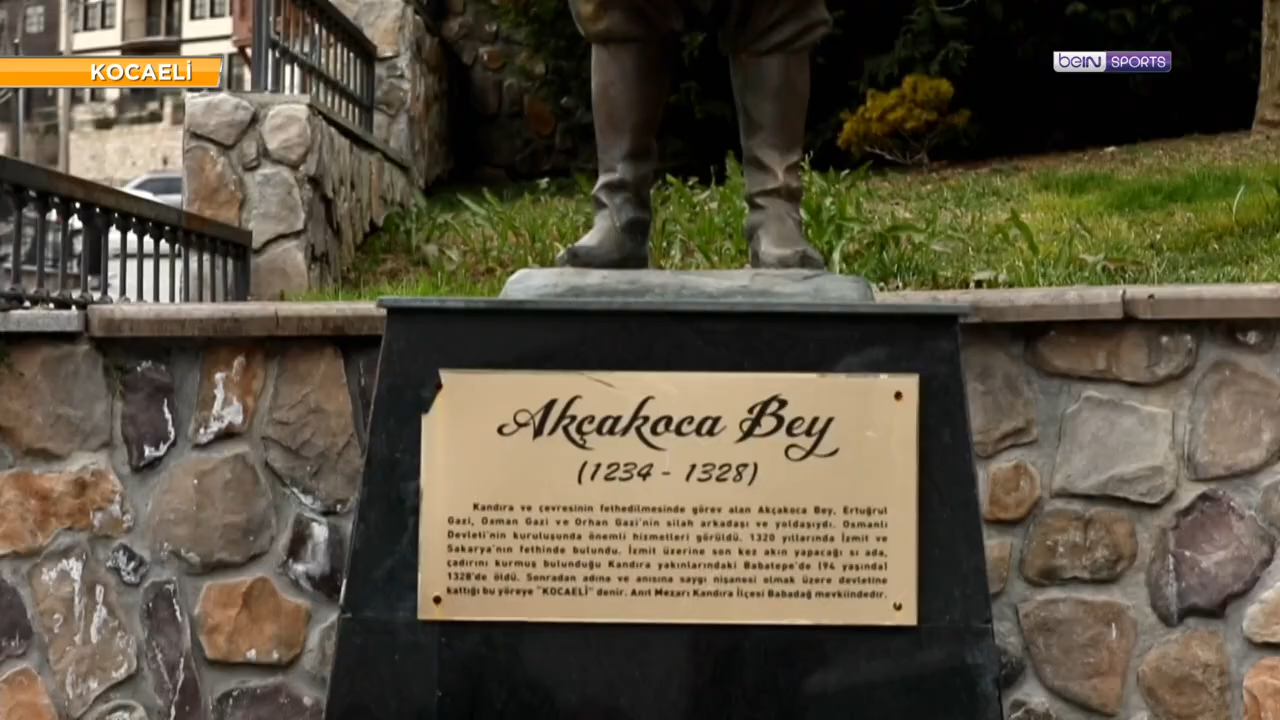 KOCAELİ
beIN SPORTS
Akçakoca Bey
(1234 - 1328)
Kandıra ve çevresinin fethedilmesinde görev alan Akçakoca Bey, Ertuğrul
Gazi, Osman Gazi ve Orhan Gazi'nin silah arkadaşı ve yoldaşıydı. Osmanlı
Devleti'nin kuruluşunda önemli hizmetleri görüldü. 1320 yıllarında İzmit ve
Sakarya'nın fethinde bulundu. İzmit üzerine son kez akın yapacağı sı ada,
çadırını kurmuş bulunduğu Kandıra yakınlarındaki Babatepe'de (94 yaşında)
1328'de öldü. Sonradan adına ve anısına saygı nişanesi olmak üzere devletine
kattığı bu yöreye "KOCAELİ" denir. Anıt Mezarı Kandıra İlçesi Babadağ mevkiindedir.